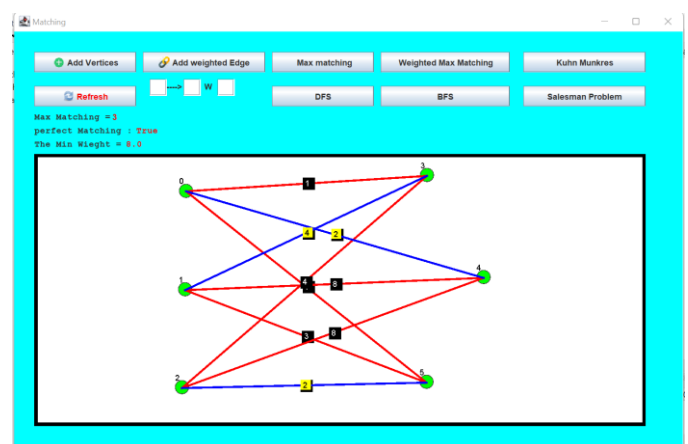 Matching
Add Vertices Add weighted Edge Max matching Weighted Max Matching Kuhn Munkres
Refresh ----> W DFS BFS Salesman Problem
Max Matching =3
perfect Matching : True
The Min Wieght = 8.0
3
0 1
4 2
4
1 4 8
3 8
2 5
2